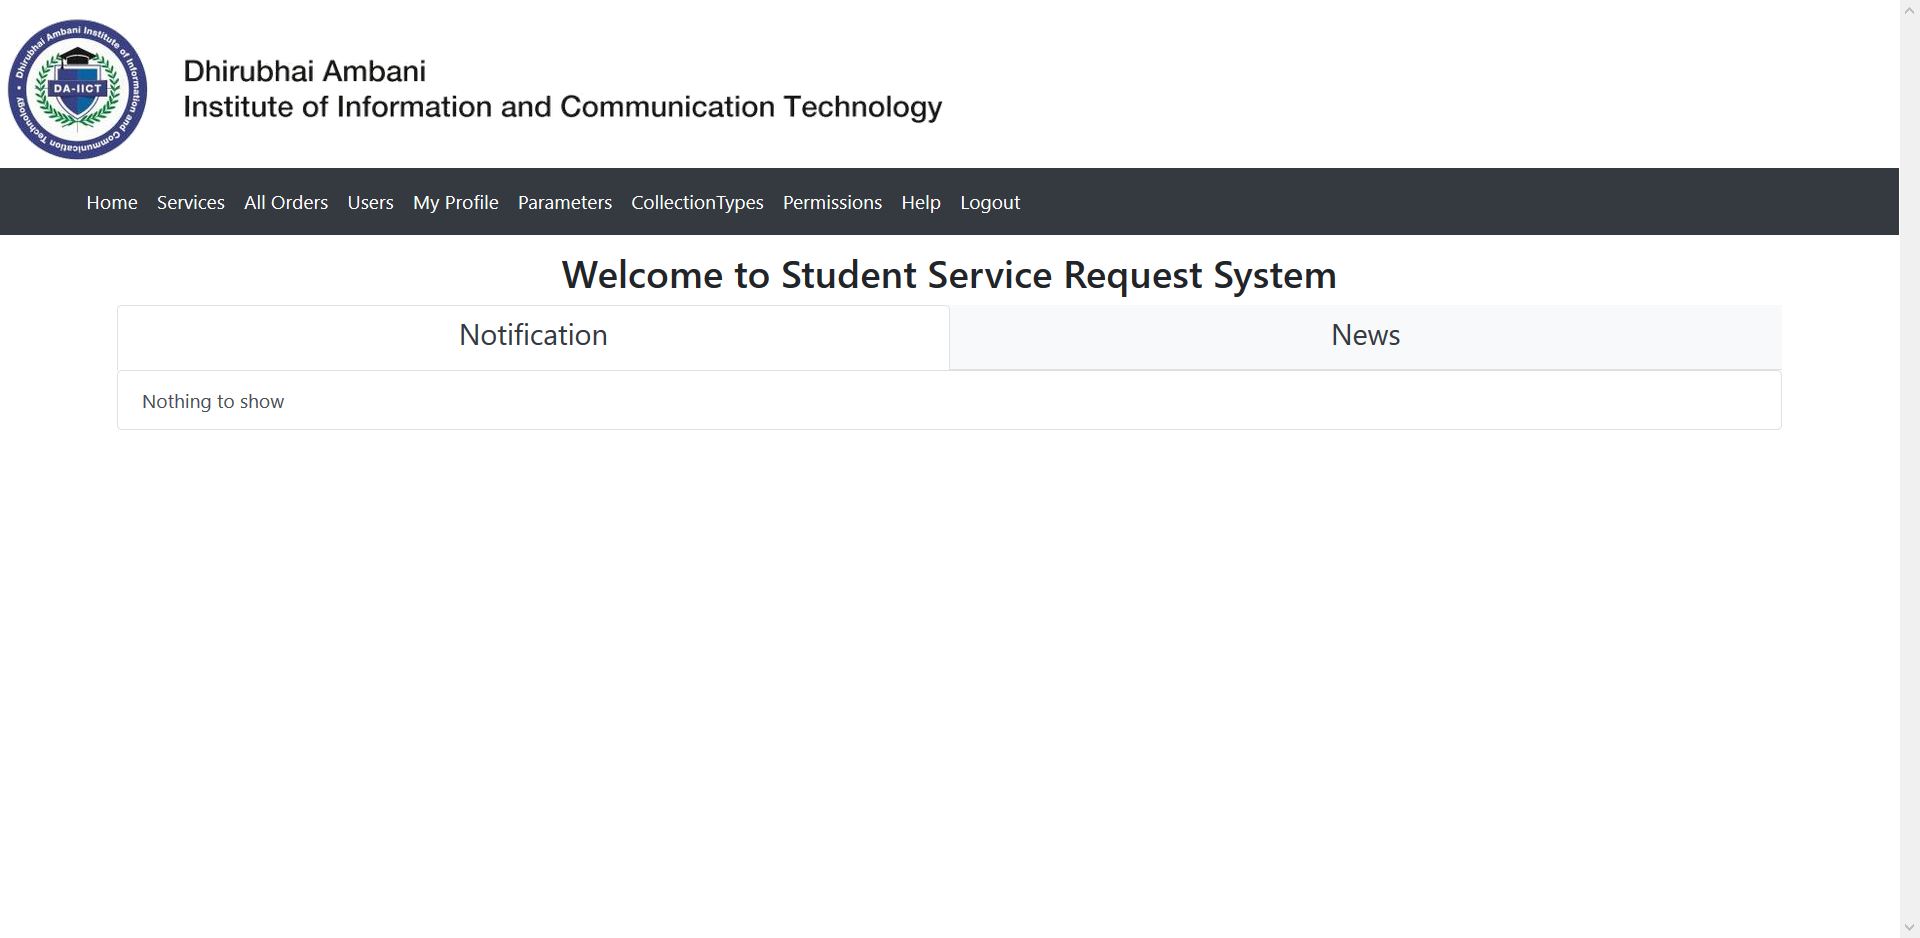 Dhirubhai Ambani Institute of Information and Communication Technology
DA-IICT
Dhirubhai Ambani
Institute of Information and Communication Technology
Home Services All Orders Users My Profile Parameters CollectionTypes Permissions Help Logout
Welcome to Student Service Request System
Notification News
Nothing to show